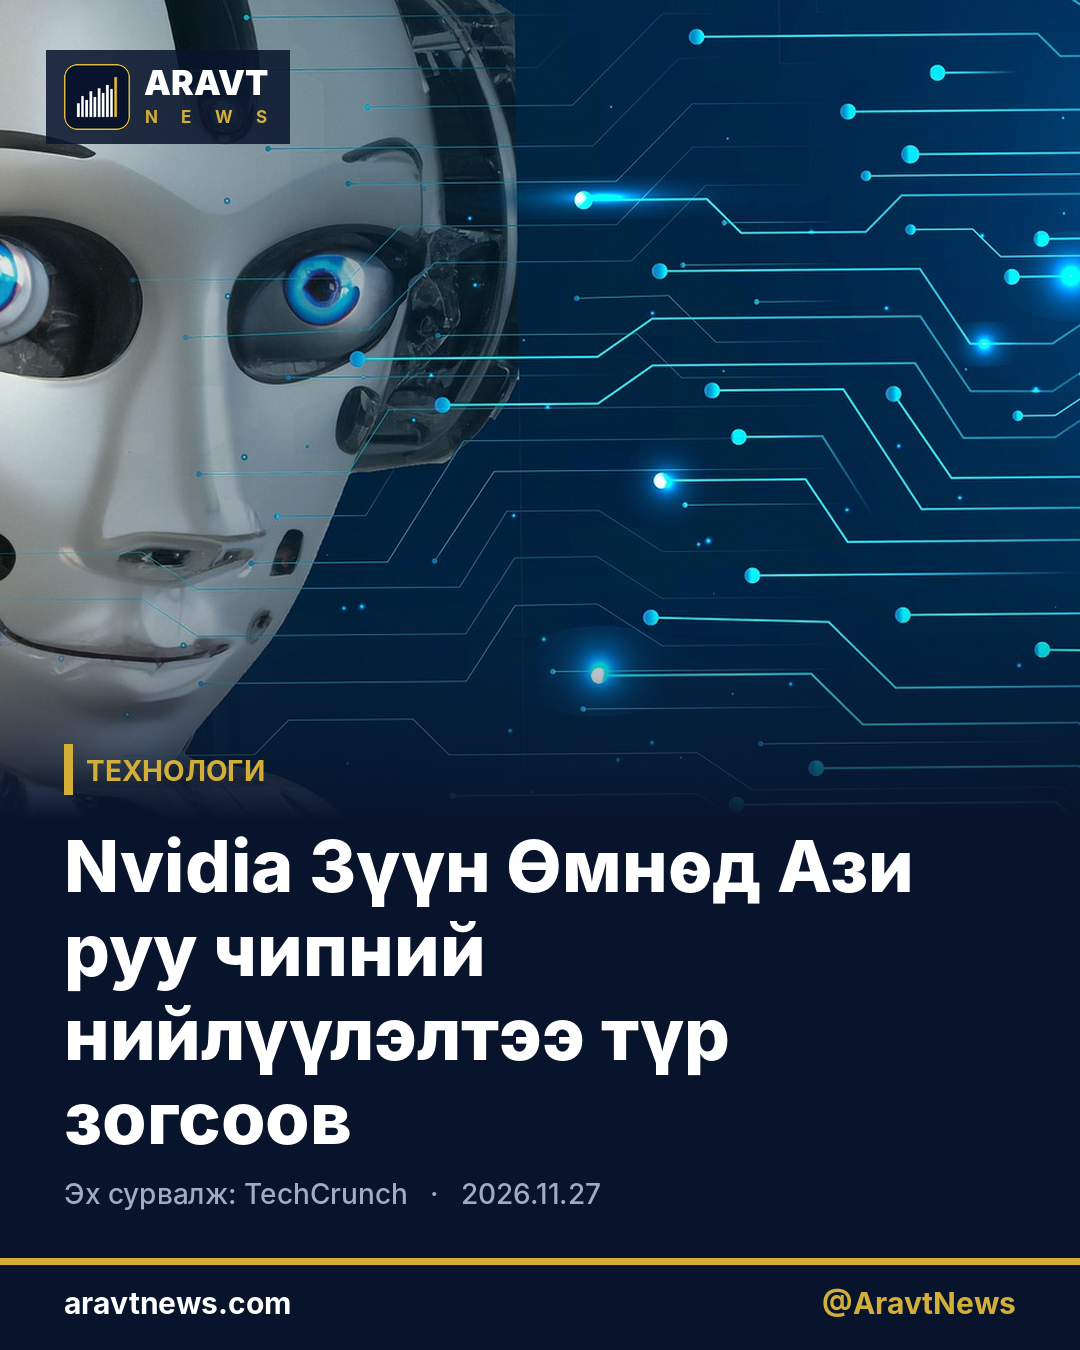 ARAVT
NEWS
ТЕХНОЛОГИ
Nvidia Зүүн Өмнөд Ази
руу чипний
нийлүүлэлтээ түр
зогсоов
Эх сурвалж: TechCrunch · 2026.11.27
aravtnews.com
@AravtNews